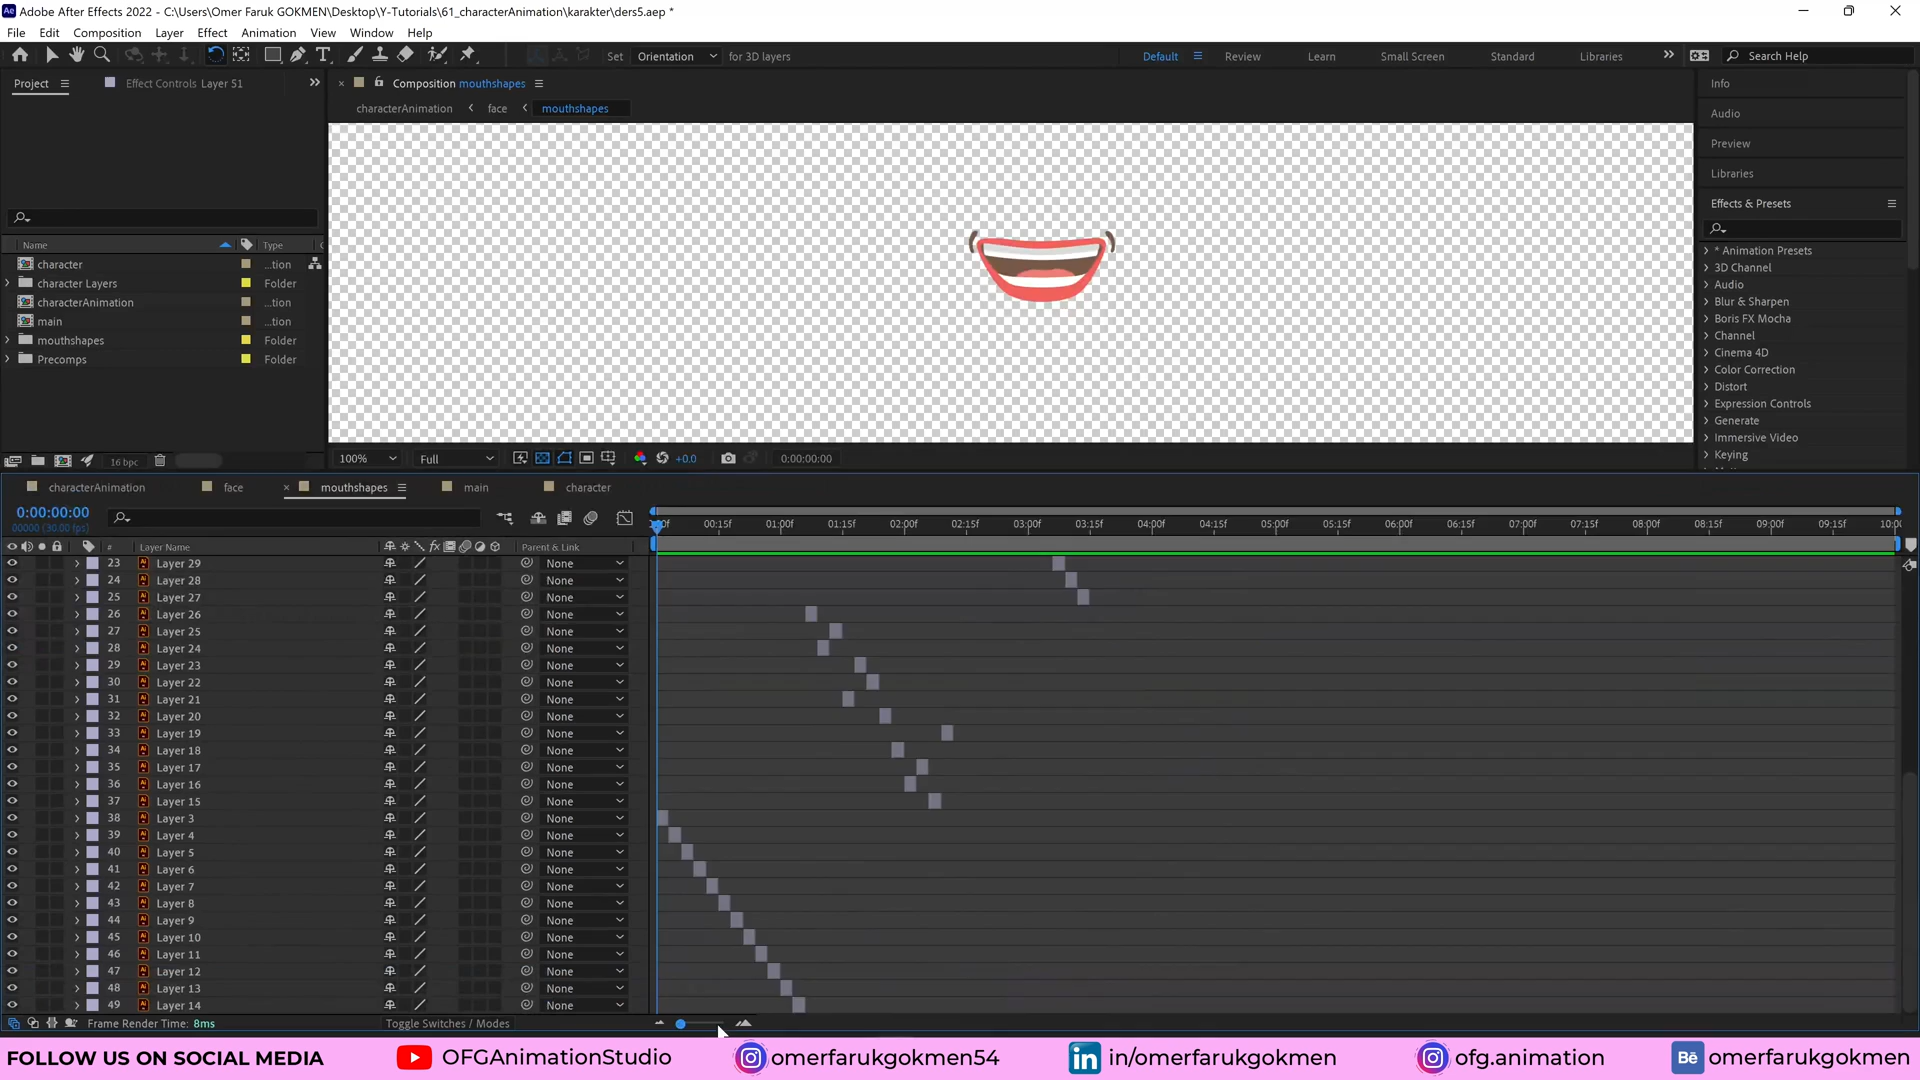 Adobe After Effects 2022 - C:\Users\Omer Faruk GOKMEN\Desktop\Y-Tutorials\61_characterAnimation\karakter\ders5.aep *
File Edit Composition Layer Effect Animation View Window Help
Set Orientation for 3D layers Default Review Learn Small Screen Standard Libraries Search Help
Project Effect Controls Layer 51 Composition mouthshapes
characterAnimation face mouthshapes
Name Type
character ...tion
character Layers Folder
characterAnimation ...tion
main ...tion
mouthshapes Folder
Precomps Folder
16 bpc
100% Full +0.0 0:00:00:00
Info
Audio
Preview
Libraries
Effects & Presets
* Animation Presets
3D Channel
Audio
Blur & Sharpen
Boris FX Mocha
Channel
Cinema 4D
Color Correction
Distort
Expression Controls
Generate
Immersive Video
Keying
characterAnimation face mouthshapes main character
0:00:00:00
00000 (30.00 fps)
00:15f 01:00f 01:15f 02:00f 02:15f 03:00f 03:15f 04:00f 04:15f 05:00f 05:15f 06:00f 06:15f 07:00f 07:15f 08:00f 08:15f 09:00f 09:15f
# Layer Name Parent & Link
23 Layer 29 None
24 Layer 28 None
25 Layer 27 None
26 Layer 26 None
27 Layer 25 None
28 Layer 24 None
29 Layer 23 None
30 Layer 22 None
31 Layer 21 None
32 Layer 20 None
33 Layer 19 None
34 Layer 18 None
35 Layer 17 None
36 Layer 16 None
37 Layer 15 None
38 Layer 3 None
39 Layer 4 None
40 Layer 5 None
41 Layer 6 None
42 Layer 7 None
43 Layer 8 None
44 Layer 9 None
45 Layer 10 None
46 Layer 11 None
47 Layer 12 None
48 Layer 13 None
49 Layer 14 None
Frame Render Time: 8ms Toggle Switches / Modes
FOLLOW US ON SOCIAL MEDIA OFGAnimationStudio omerfarukgokmen54 in/omerfarukgokmen ofg.animation omerfarukgokmen